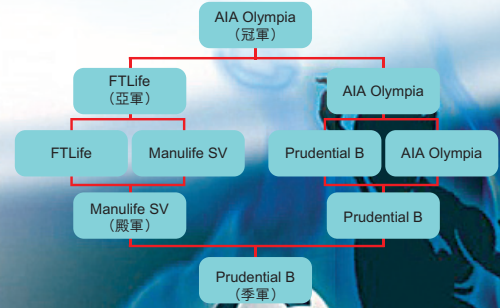 AIA Olympia
（冠軍）
FTLife
（亞軍）
AIA Olympia
FTLife
Manulife SV
Prudential B
AIA Olympia
Manulife SV
（殿軍）
Prudential B
Prudential B
（季軍）